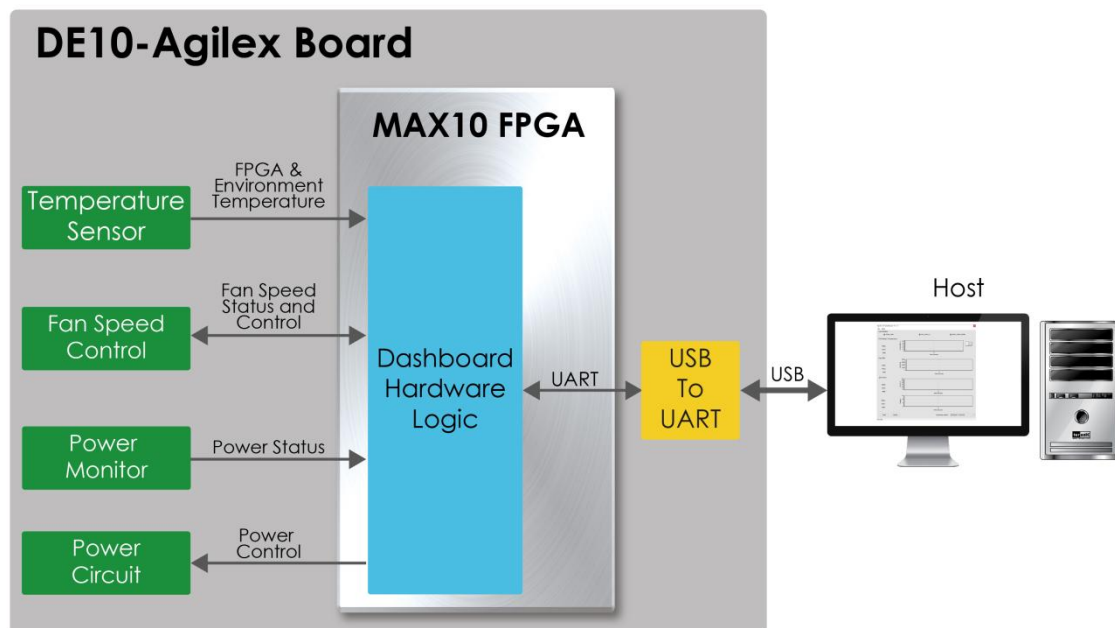 DE10-Agilex Board
MAX10 FPGA
Temperature
Sensor
FPGA &
Environment
Temperature
Fan Speed
Control
Fan Speed
Status and
Control
Power
Monitor
Power Status
Power
Circuit
Power
Control
Dashboard
Hardware
Logic
UART
USB
To
UART
USB
Host